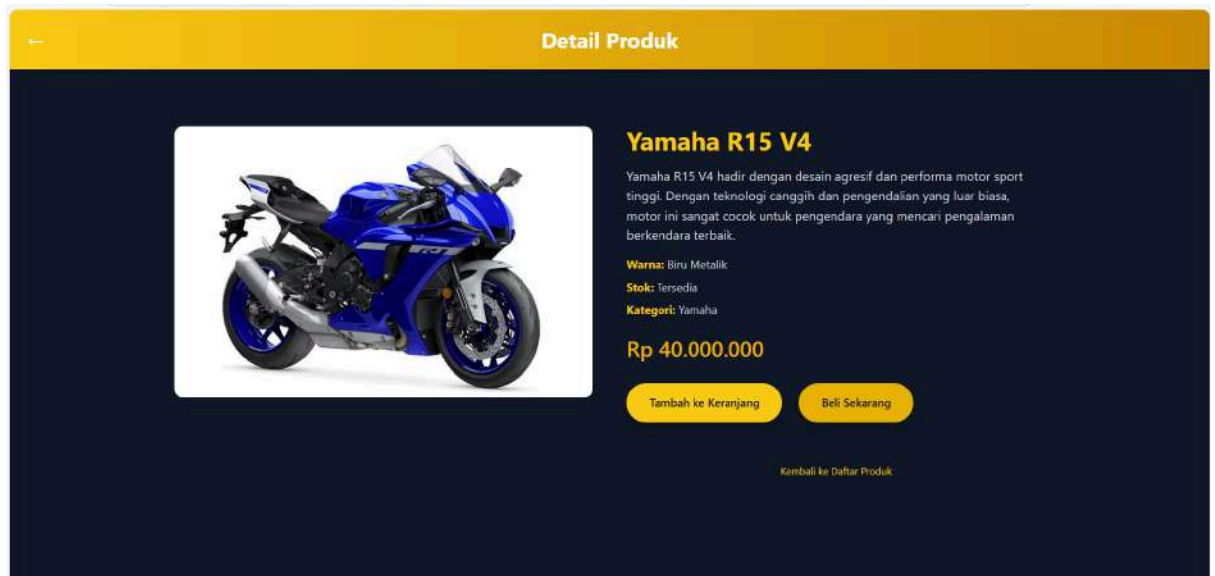 ←
Detail Produk
Yamaha R15 V4
Yamaha R15 V4 hadir dengan desain agresif dan performa motor sport
tinggi. Dengan teknologi canggih dan pengendalian yang luar biasa,
motor ini sangat cocok untuk pengendara yang mencari pengalaman
berkendara terbaik.
Warna: Biru Metalik
Stok: Tersedia
Kategori: Yamaha
Rp 40.000.000
Tambah ke Keranjang
Beli Sekarang
Kembali ke Daftar Produk
R1